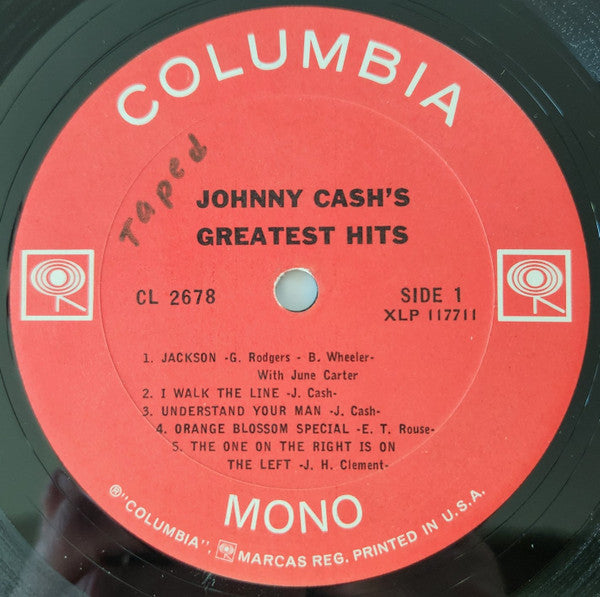 COLUMBIA
Taped
JOHNNY CASH'S
GREATEST HITS
CL 2678
SIDE 1
XLP 117711
1. JACKSON -G. Rodgers - B. Wheeler-
With June Carter
2. I WALK THE LINE -J. Cash-
3. UNDERSTAND YOUR MAN -J. Cash-
4. ORANGE BLOSSOM SPECIAL -E. T. Rouse-
5. THE ONE ON THE RIGHT IS ON
THE LEFT -J. H. Clement-
MONO
®"COLUMBIA", MARCAS REG. PRINTED IN U.S.A.